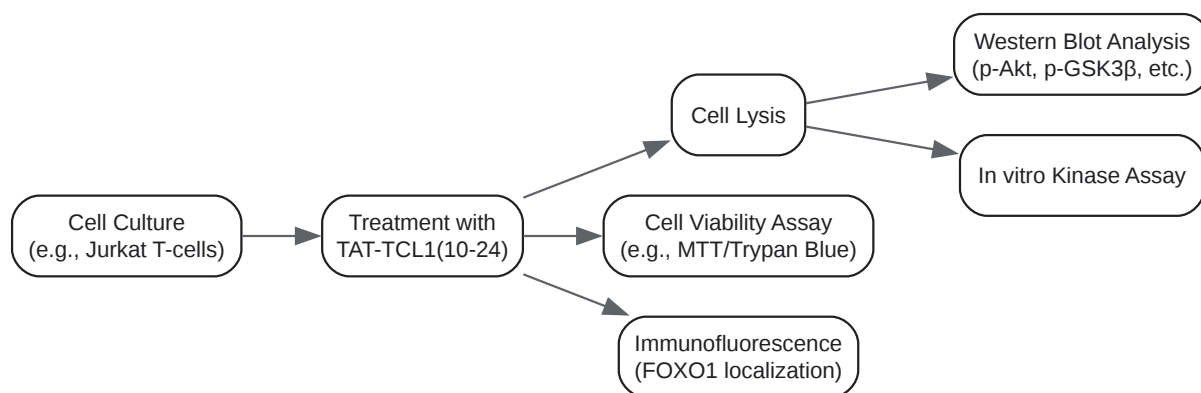 Cell Culture
(e.g., Jurkat T-cells)
Treatment with
TAT-TCL1(10-24)
Cell Lysis
Western Blot Analysis
(p-Akt, p-GSK3β, etc.)
In vitro Kinase Assay
Cell Viability Assay
(e.g., MTT/Trypan Blue)
Immunofluorescence
(FOXO1 localization)